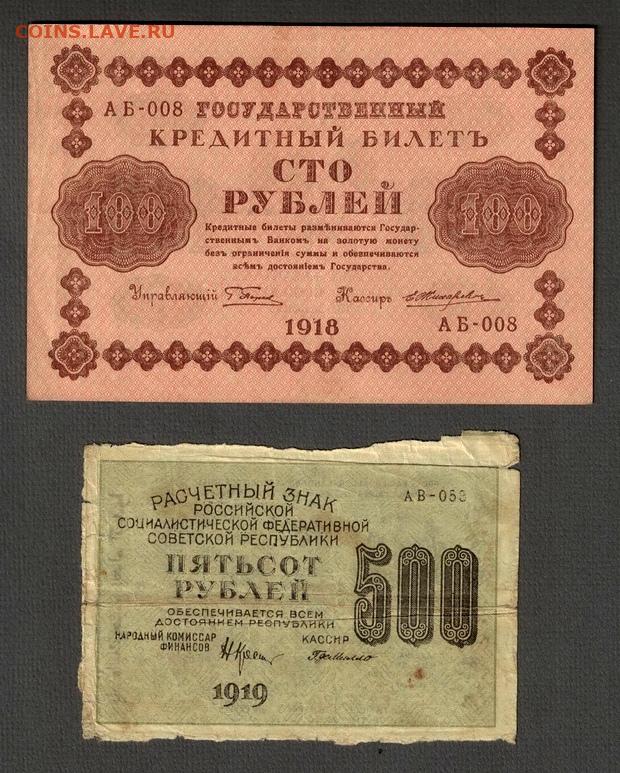 COINS.LAVE.RU
АБ-008 ГОСУДАРСТВЕННЫЙ
КРЕДИТНЫЙ БИЛЕТЪ
СТО
РУБЛЕЙ
100 100
Кредитные билеты размѣниваются Государ-
ственнымъ Банкомъ на золотую монету
безъ ограниченія суммы и обезпечиваются
всѣмъ достояніемъ Государства.
Управляющій Кассиръ
1918 АБ-008
РАСЧЕТНЫЙ ЗНАК АВ-053
РОССИЙСКОЙ
СОЦИАЛИСТИЧЕСКОЙ ФЕДЕРАТИВНОЙ
СОВЕТСКОЙ РЕСПУБЛИКИ
ПЯТЬСОТ
РУБЛЕЙ
500
ОБЕСПЕЧИВАЕТСЯ ВСЕМ
ДОСТОЯНИЕМ РЕСПУБЛИКИ
НАРОДНЫЙ КОМИССАР КАССИР
ФИНАНСОВ
1919